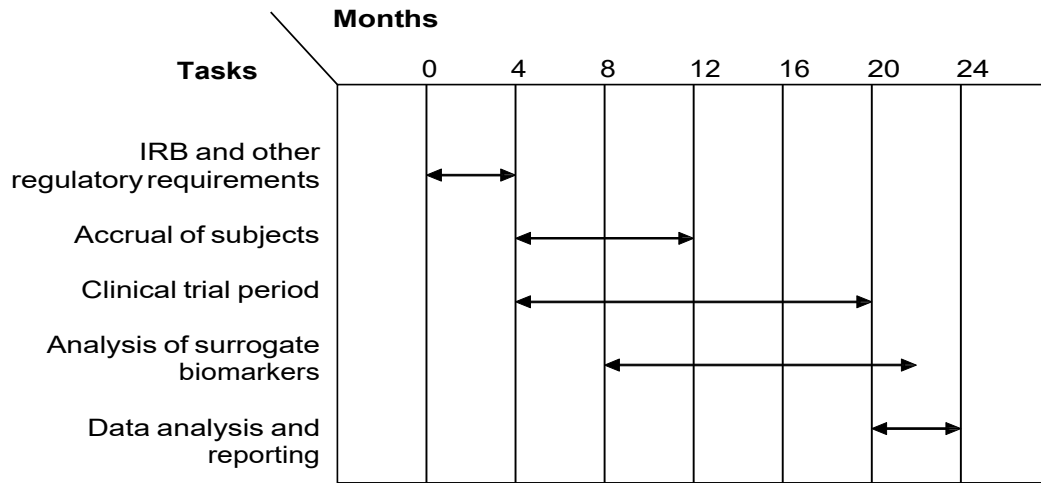 Months
Tasks
0 4 8 12 16 20 24
IRB and other
regulatory requirements
Accrual of subjects
Clinical trial period
Analysis of surrogate
biomarkers
Data analysis and
reporting